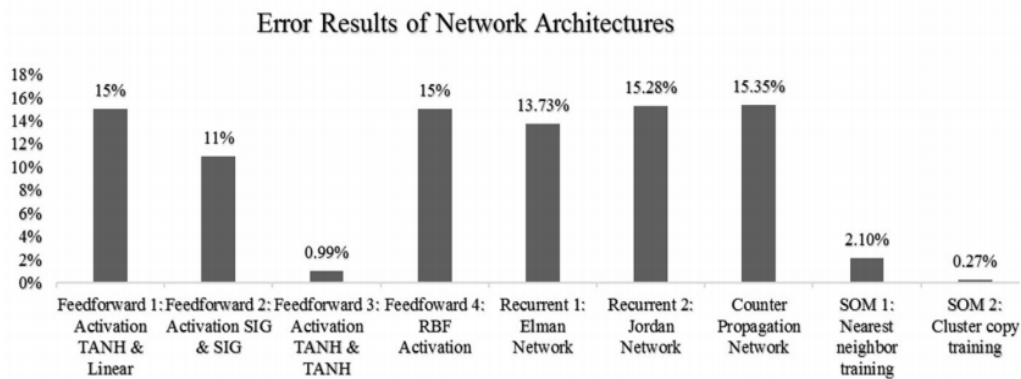 Error Results of Network Architectures
18%
16%
14%
12%
10%
8%
6%
4%
2%
0%
15%
11%
0.99%
15%
13.73%
15.28%
15.35%
2.10%
0.27%
Feedforward 1:
Activation
TANH &
Linear
Feedforward 2:
Activation SIG
& SIG
Feedforward 3:
Activation
TANH &
TANH
Feedfoward 4:
RBF
Activation
Recurrent 1:
Elman
Network
Recurrent 2:
Jordan
Network
Counter
Propagation
Network
SOM 1:
Nearest
neighbor
training
SOM 2:
Cluster copy
training